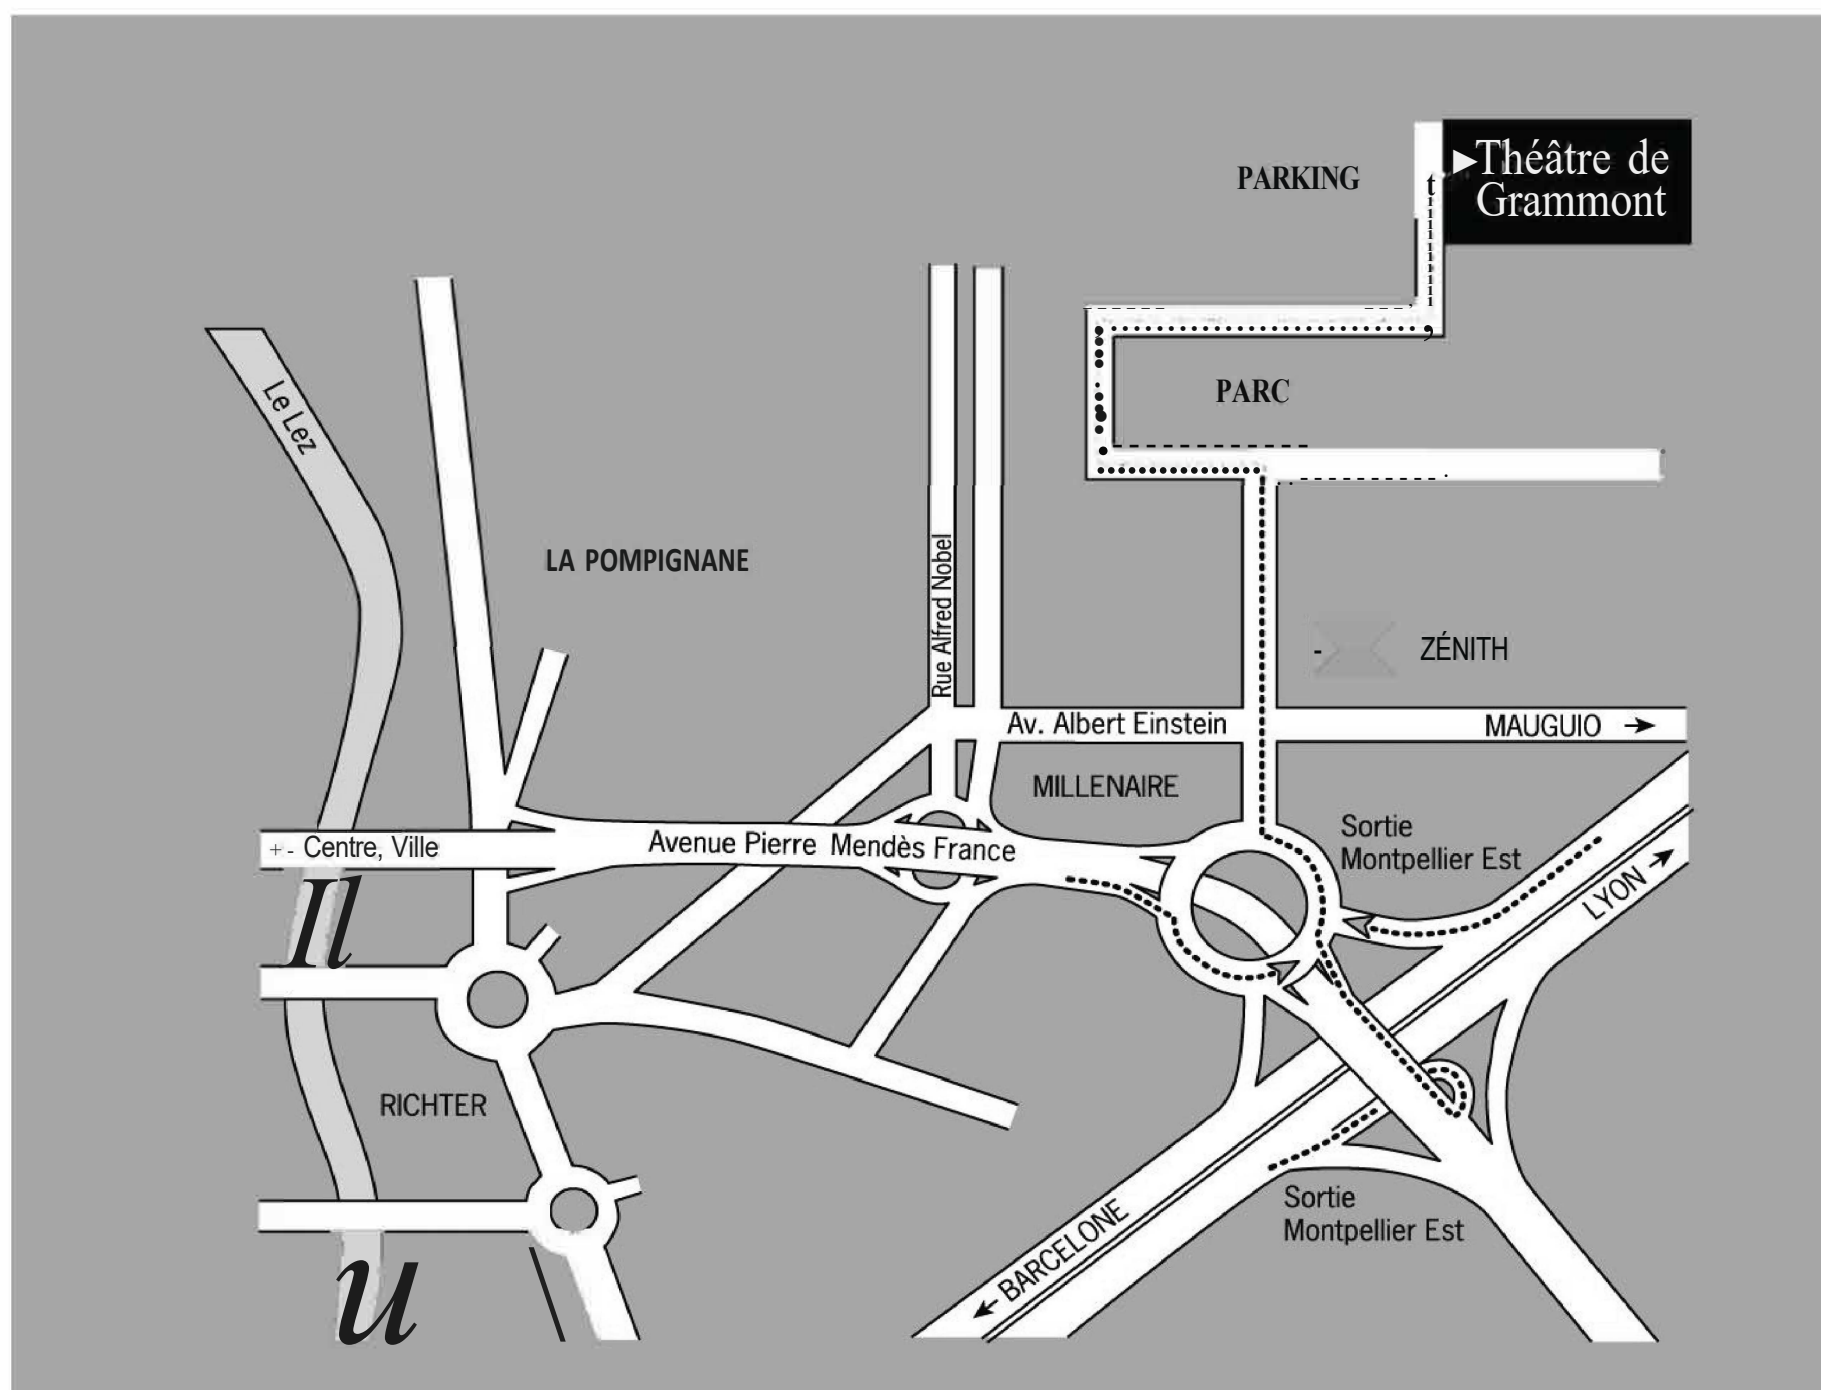 PARKING
►Théâtre de
Grammont
PARC
Le Lez
LA POMPIGNANE
Rue Alfred Nobel
ZÉNITH
Av. Albert Einstein
MAUGUIO →
MILLENAIRE
Sortie
Montpellier Est
+- Centre, Ville
Avenue Pierre Mendès France
LYON
Il
RICHTER
Sortie
Montpellier Est
← BARCELONE
u
\